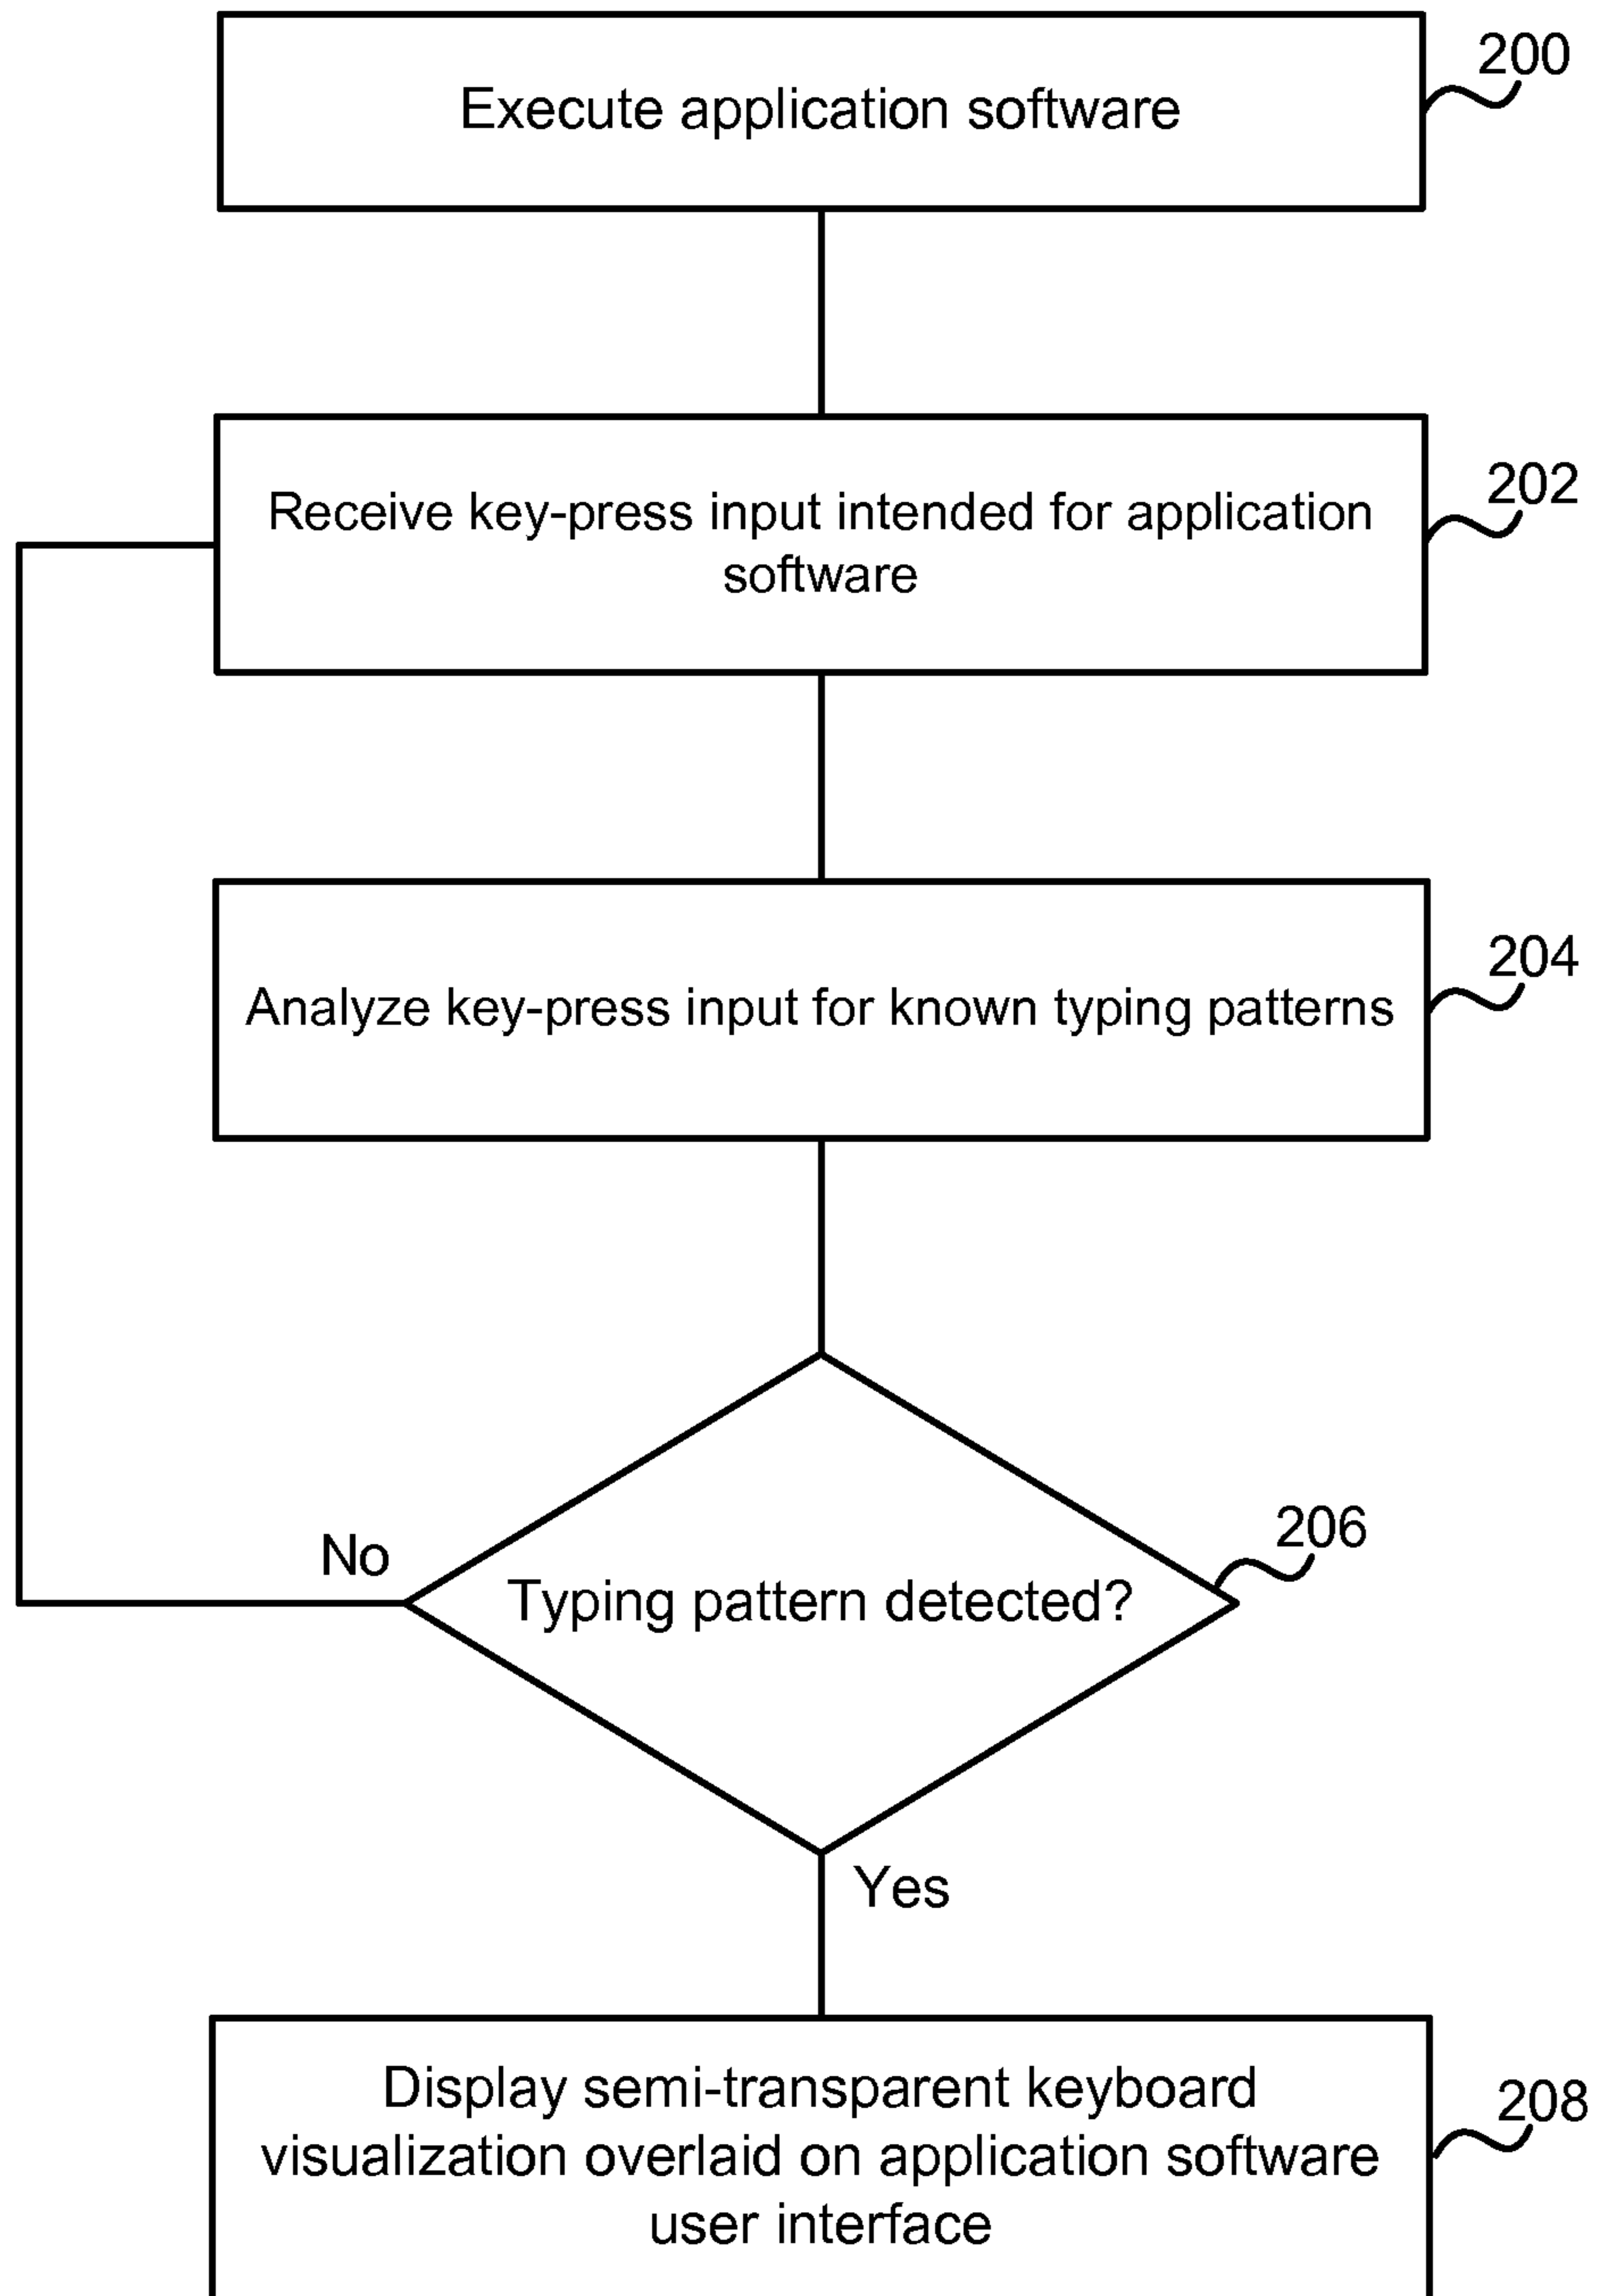 Execute application software
200
Receive key-press input intended for application
software
202
Analyze key-press input for known typing patterns
204
Typing pattern detected?
206
No
Yes
Display semi-transparent keyboard
visualization overlaid on application software
user interface
208